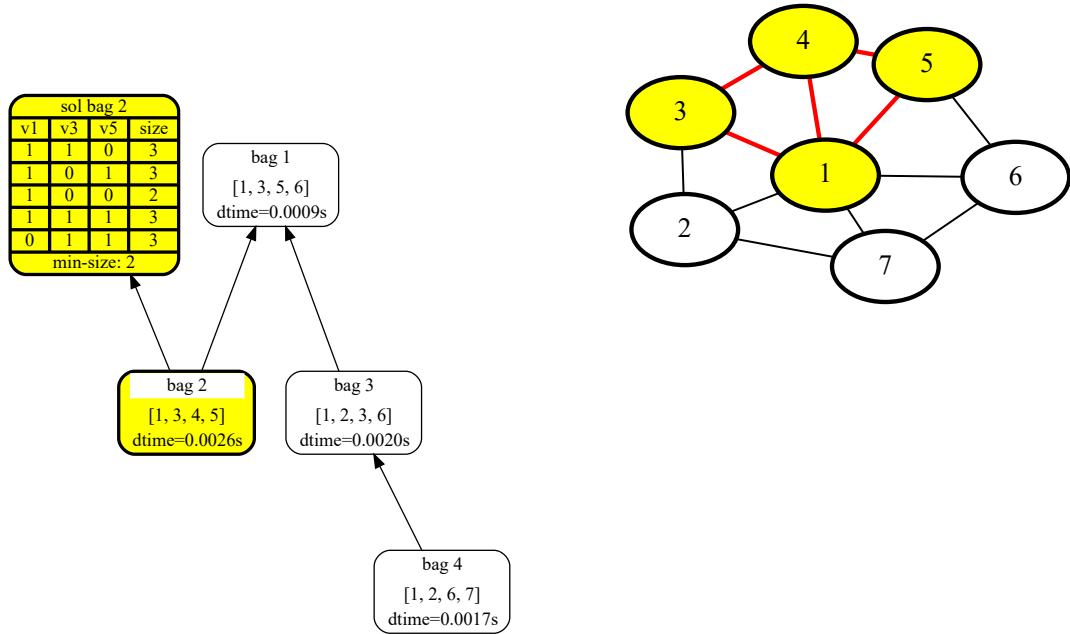 sol bag 2
v1 v3 v5 size
1 1 0 3
1 0 1 3
1 0 0 2
1 1 1 3
0 1 1 3
min-size: 2
bag 1
[1, 3, 5, 6]
dtime=0.0009s
bag 2
[1, 3, 4, 5]
dtime=0.0026s
bag 3
[1, 2, 3, 6]
dtime=0.0020s
bag 4
[1, 2, 6, 7]
dtime=0.0017s
4
5
3
1
6
2
7